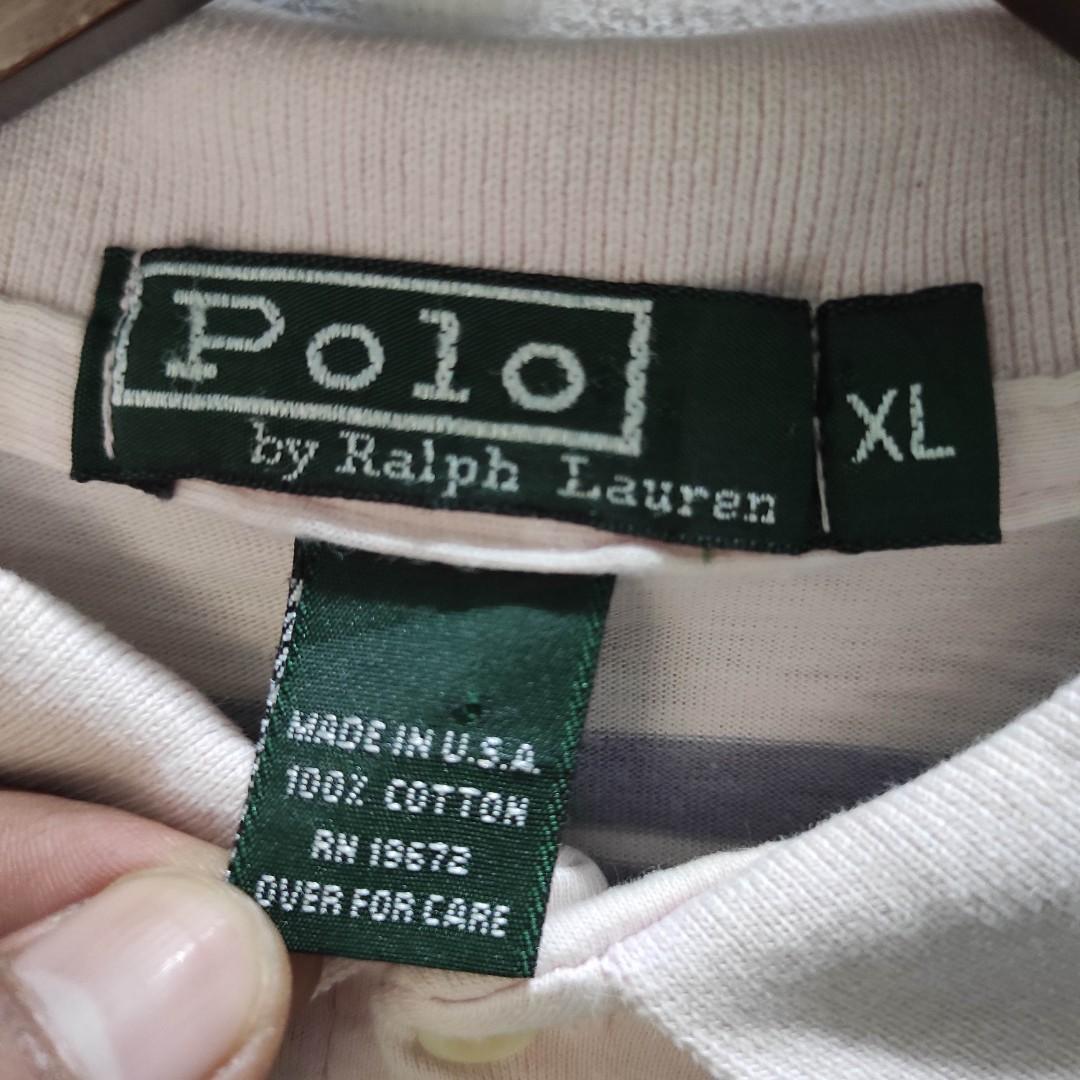 Polo
by Ralph Lauren
XL
MADE IN U.S.A.
100% COTTON
RN 19672
OVER FOR CARE